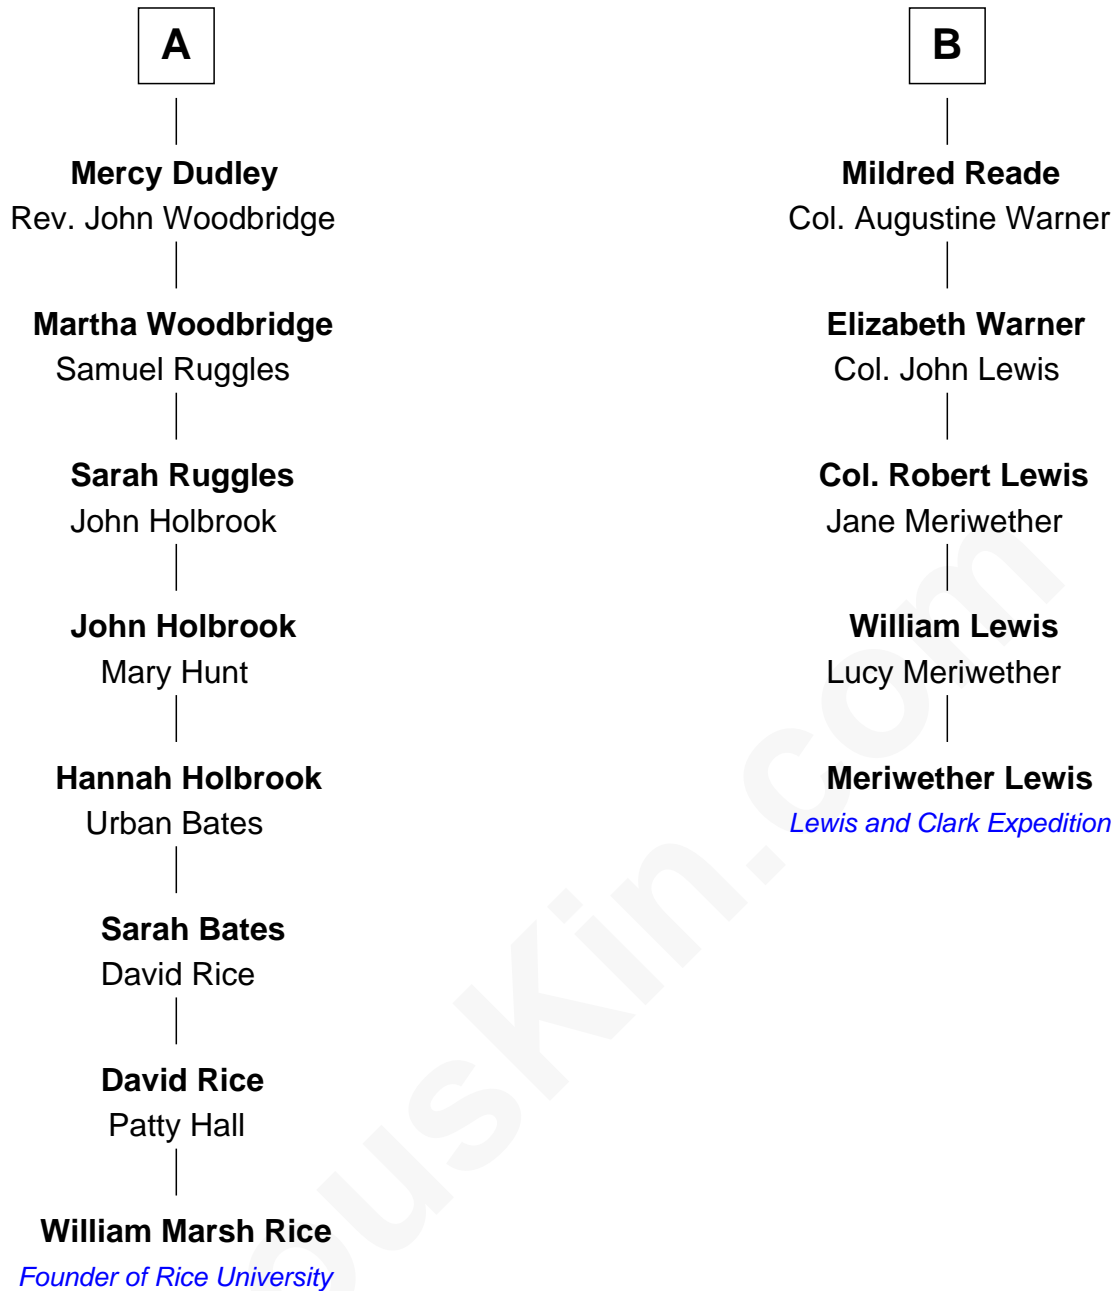 A
Mercy Dudley
Rev. John Woodbridge
Martha Woodbridge
Samuel Ruggles
Sarah Ruggles
John Holbrook
John Holbrook
Mary Hunt
Hannah Holbrook
Urban Bates
Sarah Bates
David Rice
David Rice
Patty Hall
William Marsh Rice
Founder of Rice University
B
Mildred Reade
Col. Augustine Warner
Elizabeth Warner
Col. John Lewis
Col. Robert Lewis
Jane Meriwether
William Lewis
Lucy Meriwether
Meriwether Lewis
Lewis and Clark Expedition
ousKin.com